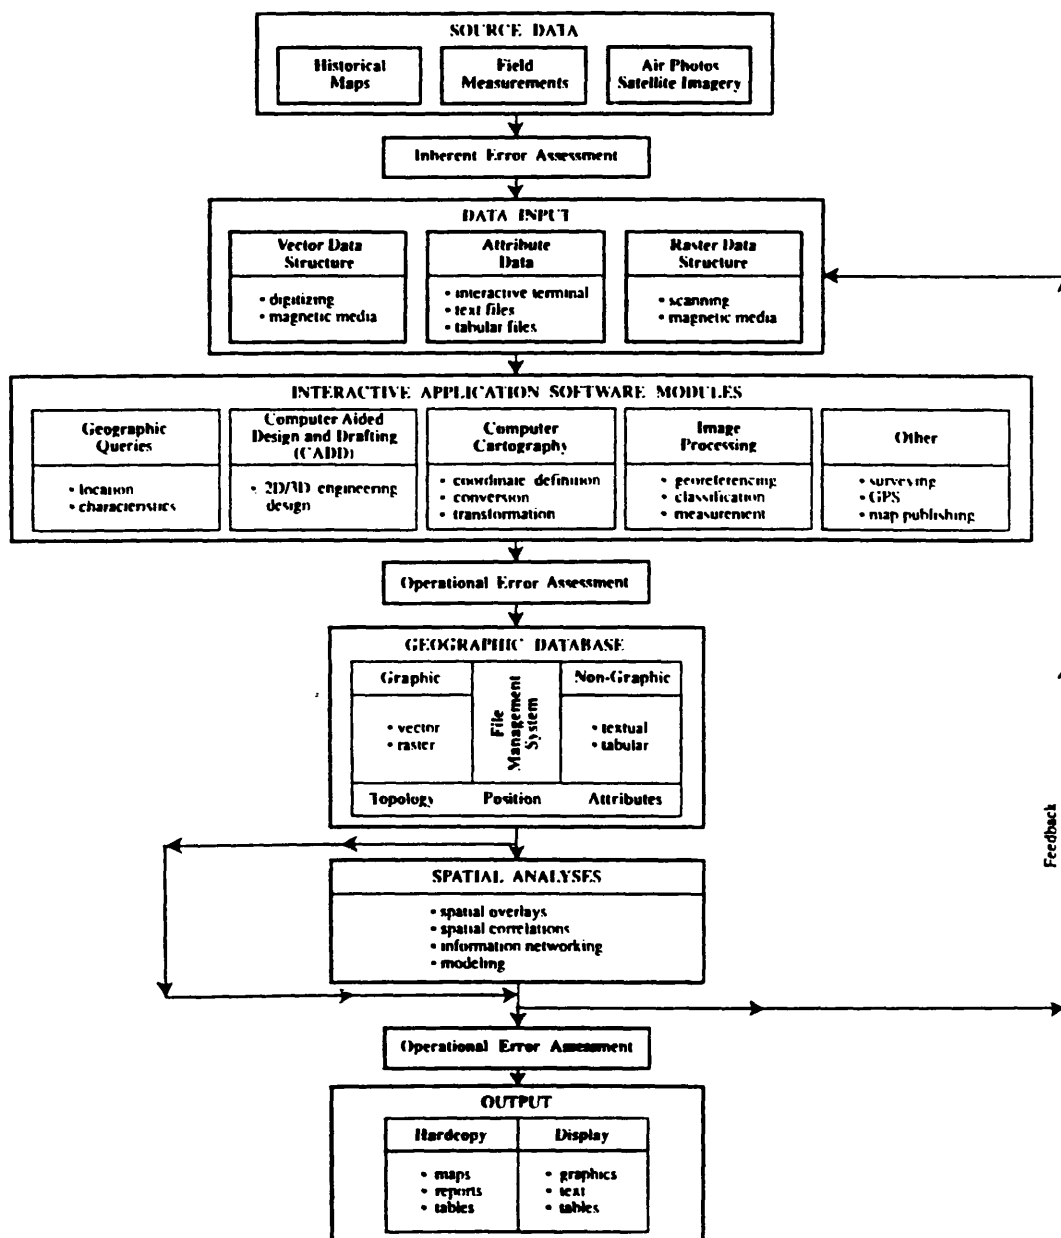 SOURCE DATA
Historical
Maps
Field
Measurements
Air Photos
Satellite Imagery
Inherent Error Assessment
DATA INPUT
Vector Data
Structure
• digitizing
• magnetic media
Attribute
Data
• interactive terminal
• text files
• tabular files
Raster Data
Structure
• scanning
• magnetic media
INTERACTIVE APPLICATION SOFTWARE MODULES
Geographic
Queries
• location
• characteristics
Computer Aided
Design and Drafting
(CADD)
• 2D/3D engineering
design
Computer
Cartography
• coordinate definition
• conversion
• transformation
Image
Processing
• georeferencing
• classification
• measurement
Other
• surveying
• GPS
• map publishing
Operational Error Assessment
GEOGRAPHIC DATABASE
Graphic
• vector
• raster
File
Management
System
Non-Graphic
• textual
• tabular
Topology Position Attributes
Feedback
SPATIAL ANALYSES
• spatial overlays
• spatial correlations
• information networking
• modeling
Operational Error Assessment
OUTPUT
Hardcopy
• maps
• reports
• tables
Display
• graphics
• text
• tables